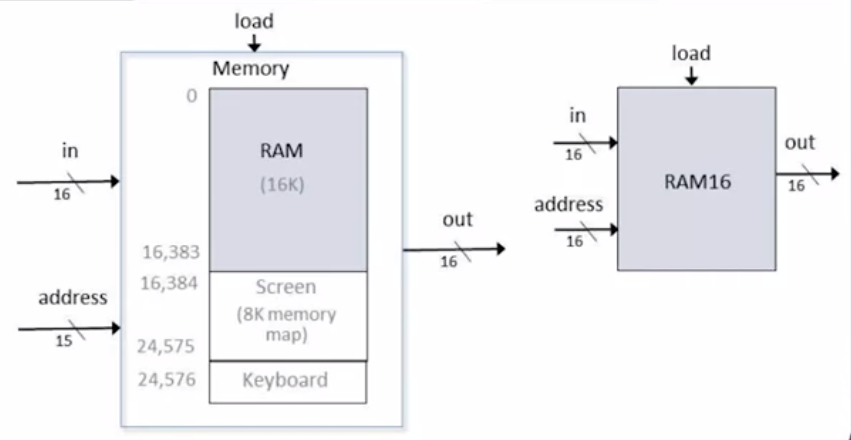 load
Memory
0
in
16
RAM
(16K)
16,383
16,384
address
15
Screen
(8K memory
map)
24,575
24,576
Keyboard
out
16
load
in
16
address
16
RAM16
out
16